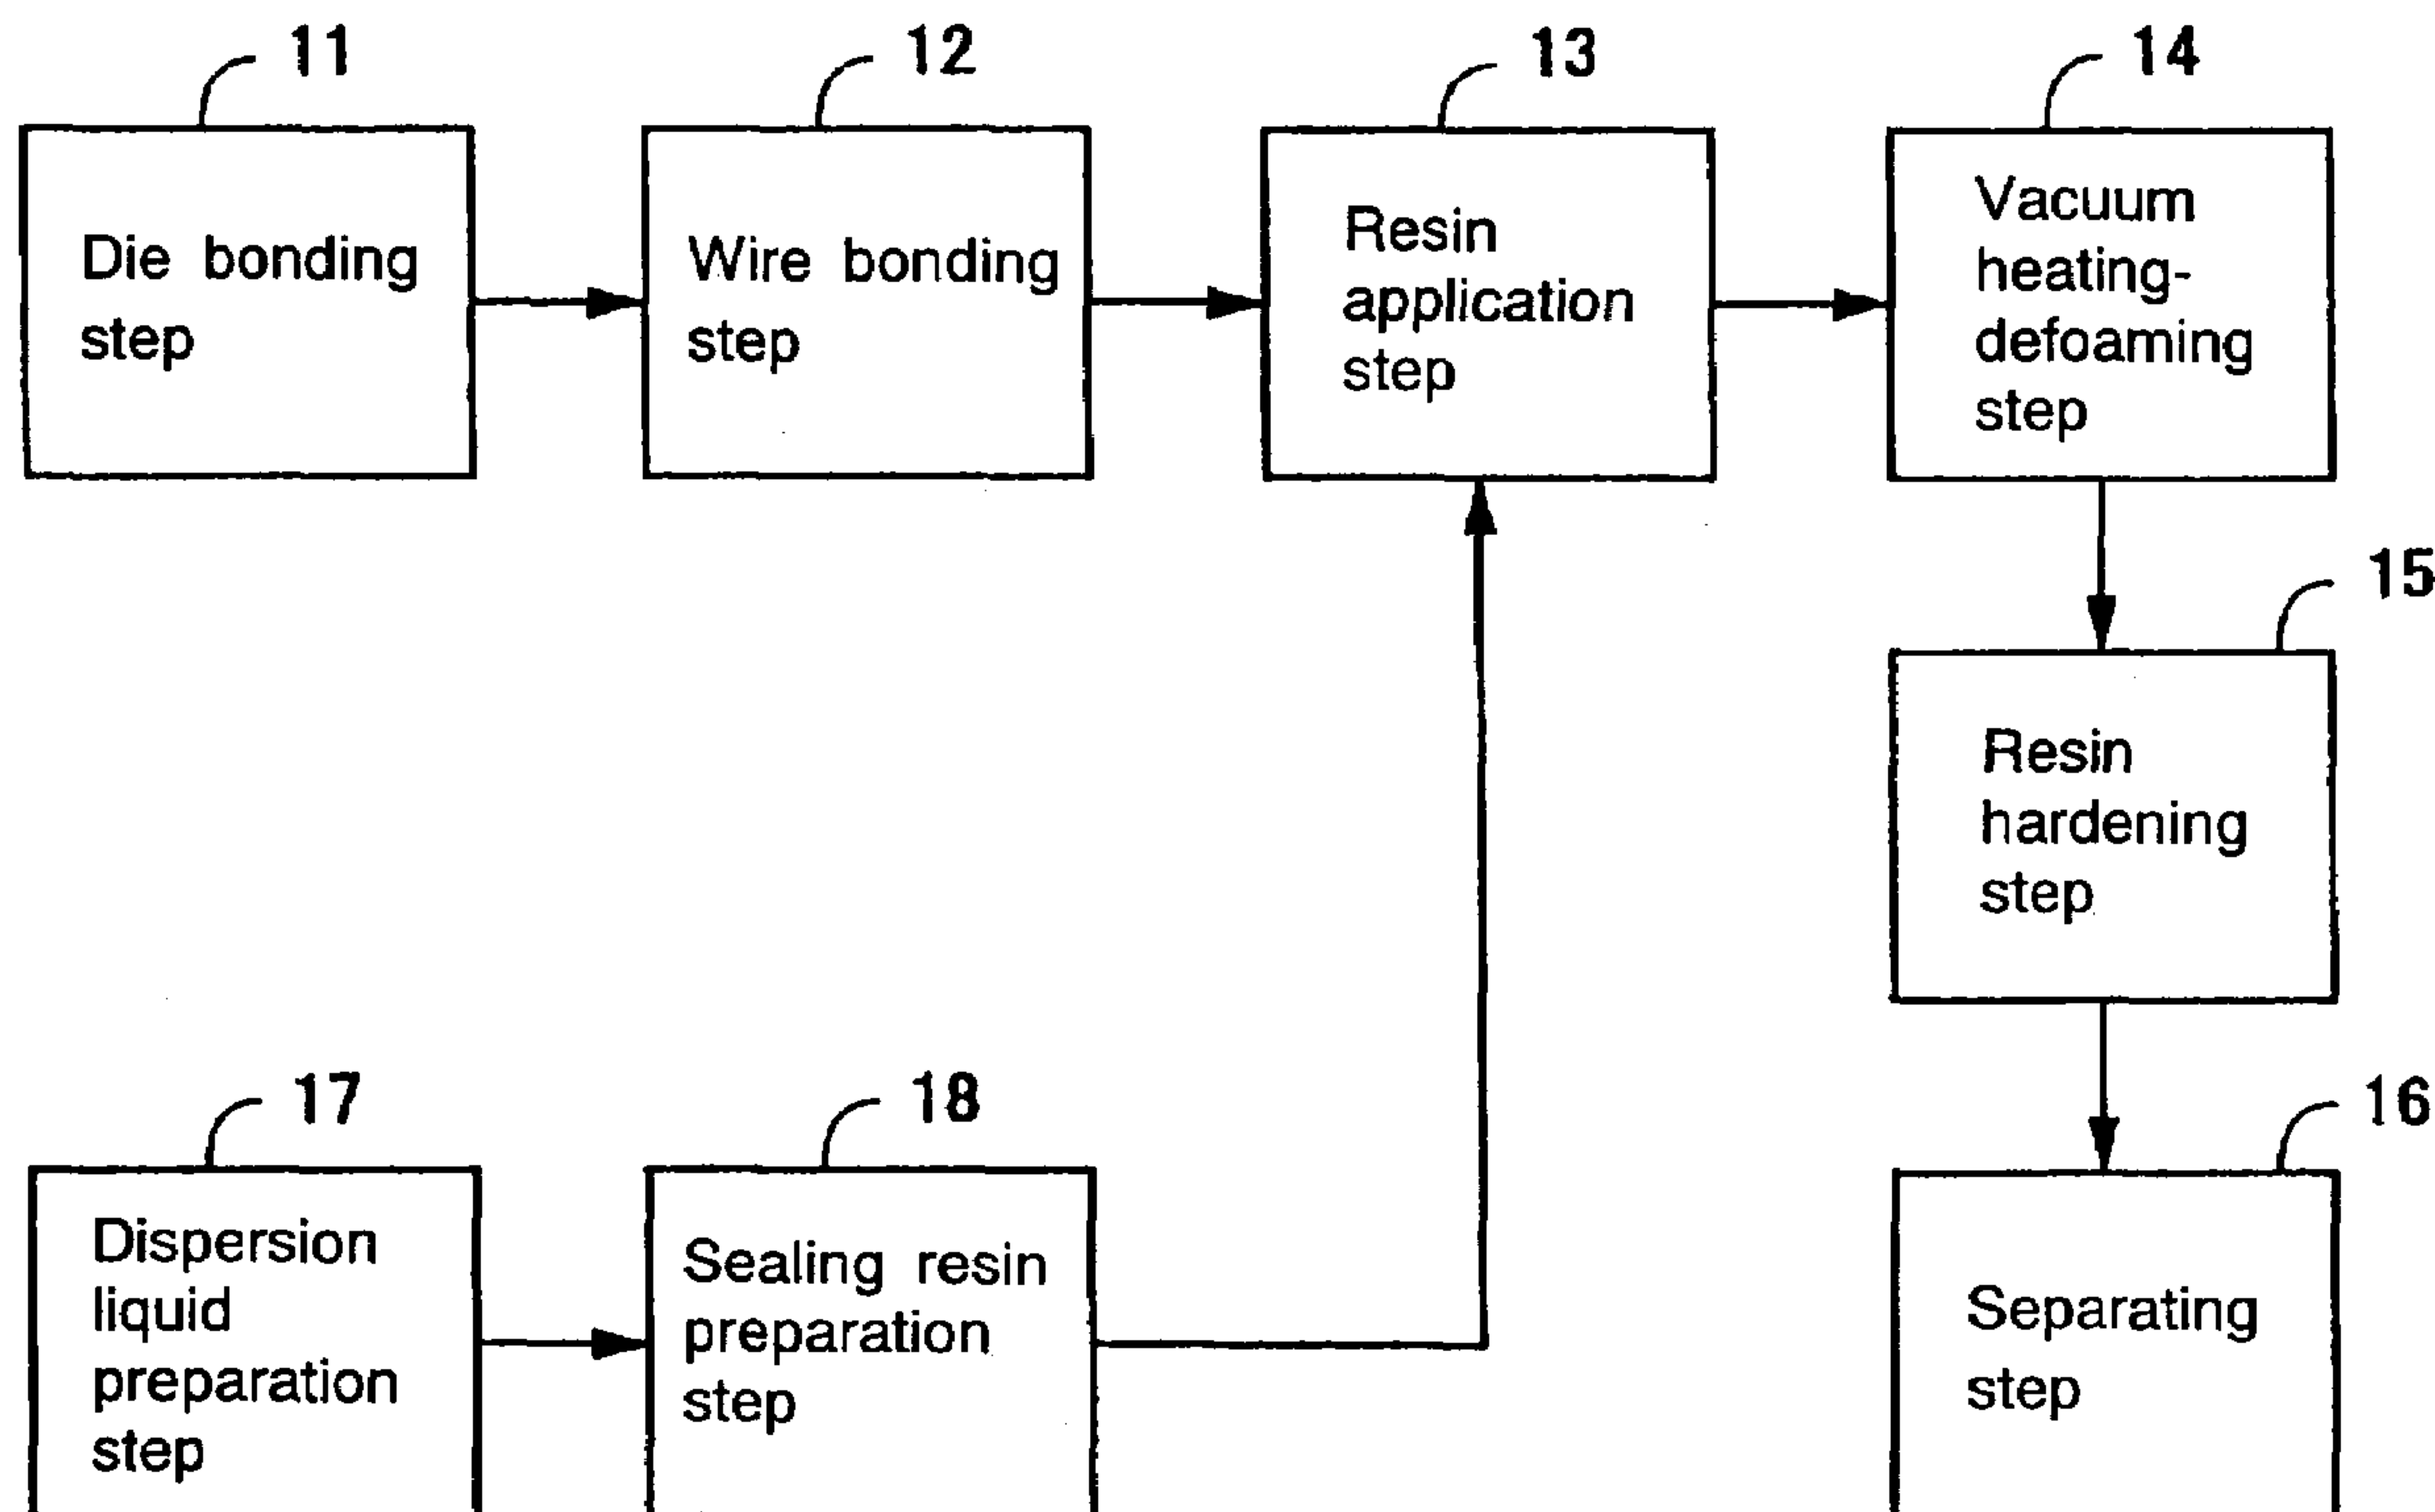 11
Die bonding
step
12
Wire bonding
step
13
Resin
application
step
14
Vacuum
heating-
defoaming
step
15
Resin
hardening
step
16
Separating
step
17
Dispersion
liquid
preparation
step
18
Sealing resin
preparation
step